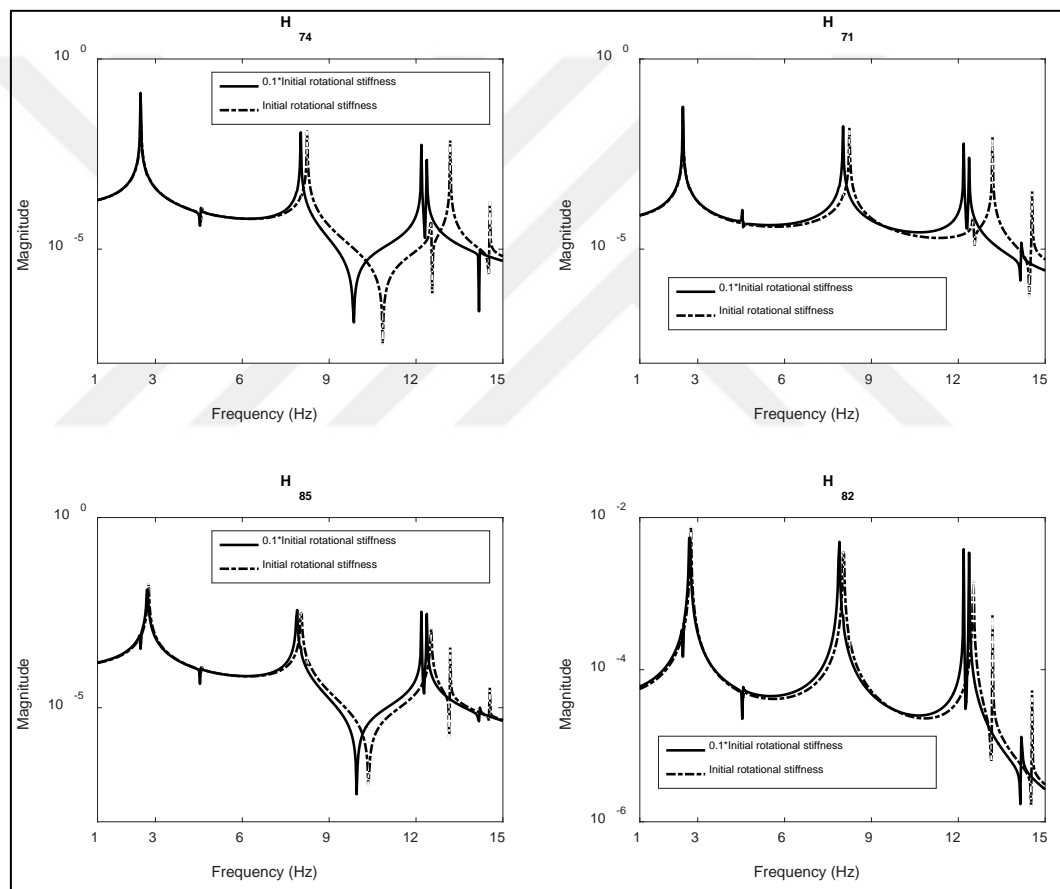 H
74
10 0
0.1*Initial rotational stiffness
Initial rotational stiffness
Magnitude
10 -5
1 3 6 9 12 15
Frequency (Hz)
H
71
10 0
Magnitude
10 -5
0.1*Initial rotational stiffness
Initial rotational stiffness
1 3 6 9 12 15
Frequency (Hz)
H
85
10 0
0.1*Initial rotational stiffness
Initial rotational stiffness
Magnitude
10 -5
1 3 6 9 12 15
Frequency (Hz)
H
82
10 -2
Magnitude
10 -4
0.1*Initial rotational stiffness
Initial rotational stiffness
10 -6
1 3 6 9 12 15
Frequency (Hz)